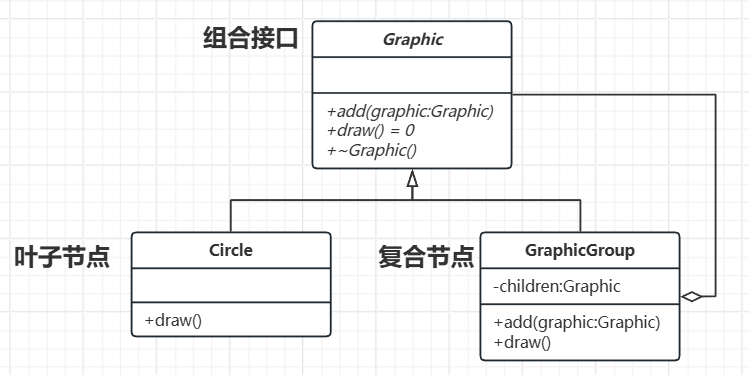 组合接口
Graphic
+add(graphic:Graphic)
+draw() = 0
+~Graphic()
叶子节点
Circle
+draw()
复合节点
GraphicGroup
-children:Graphic
+add(graphic:Graphic)
+draw()